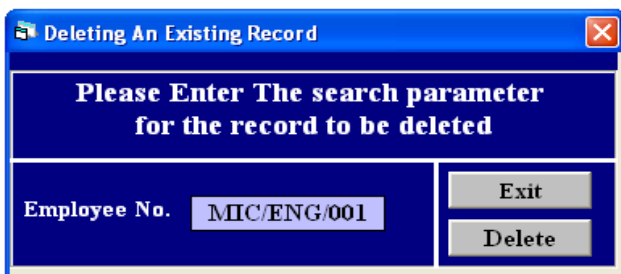 Deleting An Existing Record
Please Enter The search parameter
for the record to be deleted
Employee No. MIC/ENG/001
Exit
Delete